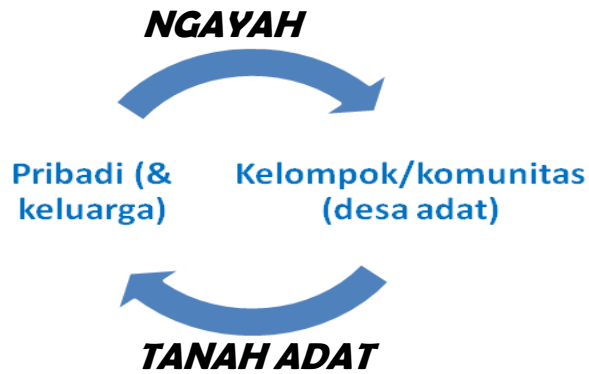 NGAYAH
Pribadi (&
keluarga)
Kelompok/komunitas
(desa adat)
TANAH ADAT